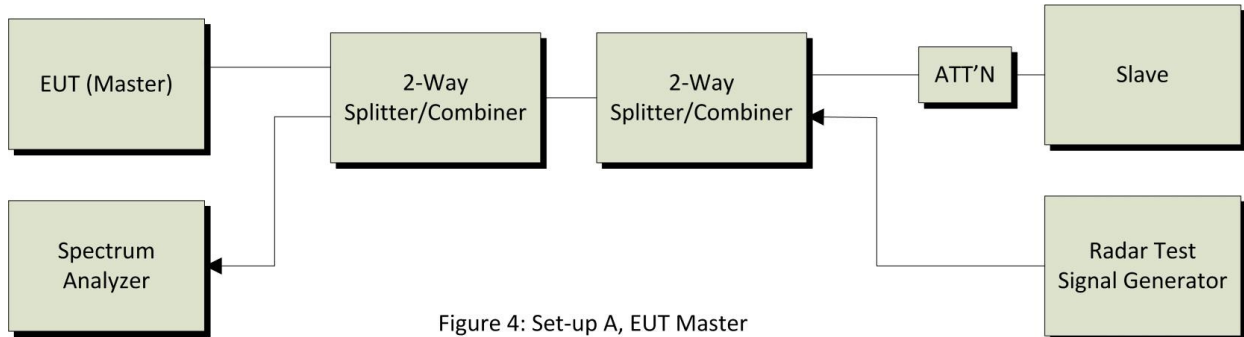 EUT (Master)
2-Way
Splitter/Combiner
2-Way
Splitter/Combiner
ATT’N
Slave
Spectrum
Analyzer
Radar Test
Signal Generator
Figure 4: Set-up A, EUT Master